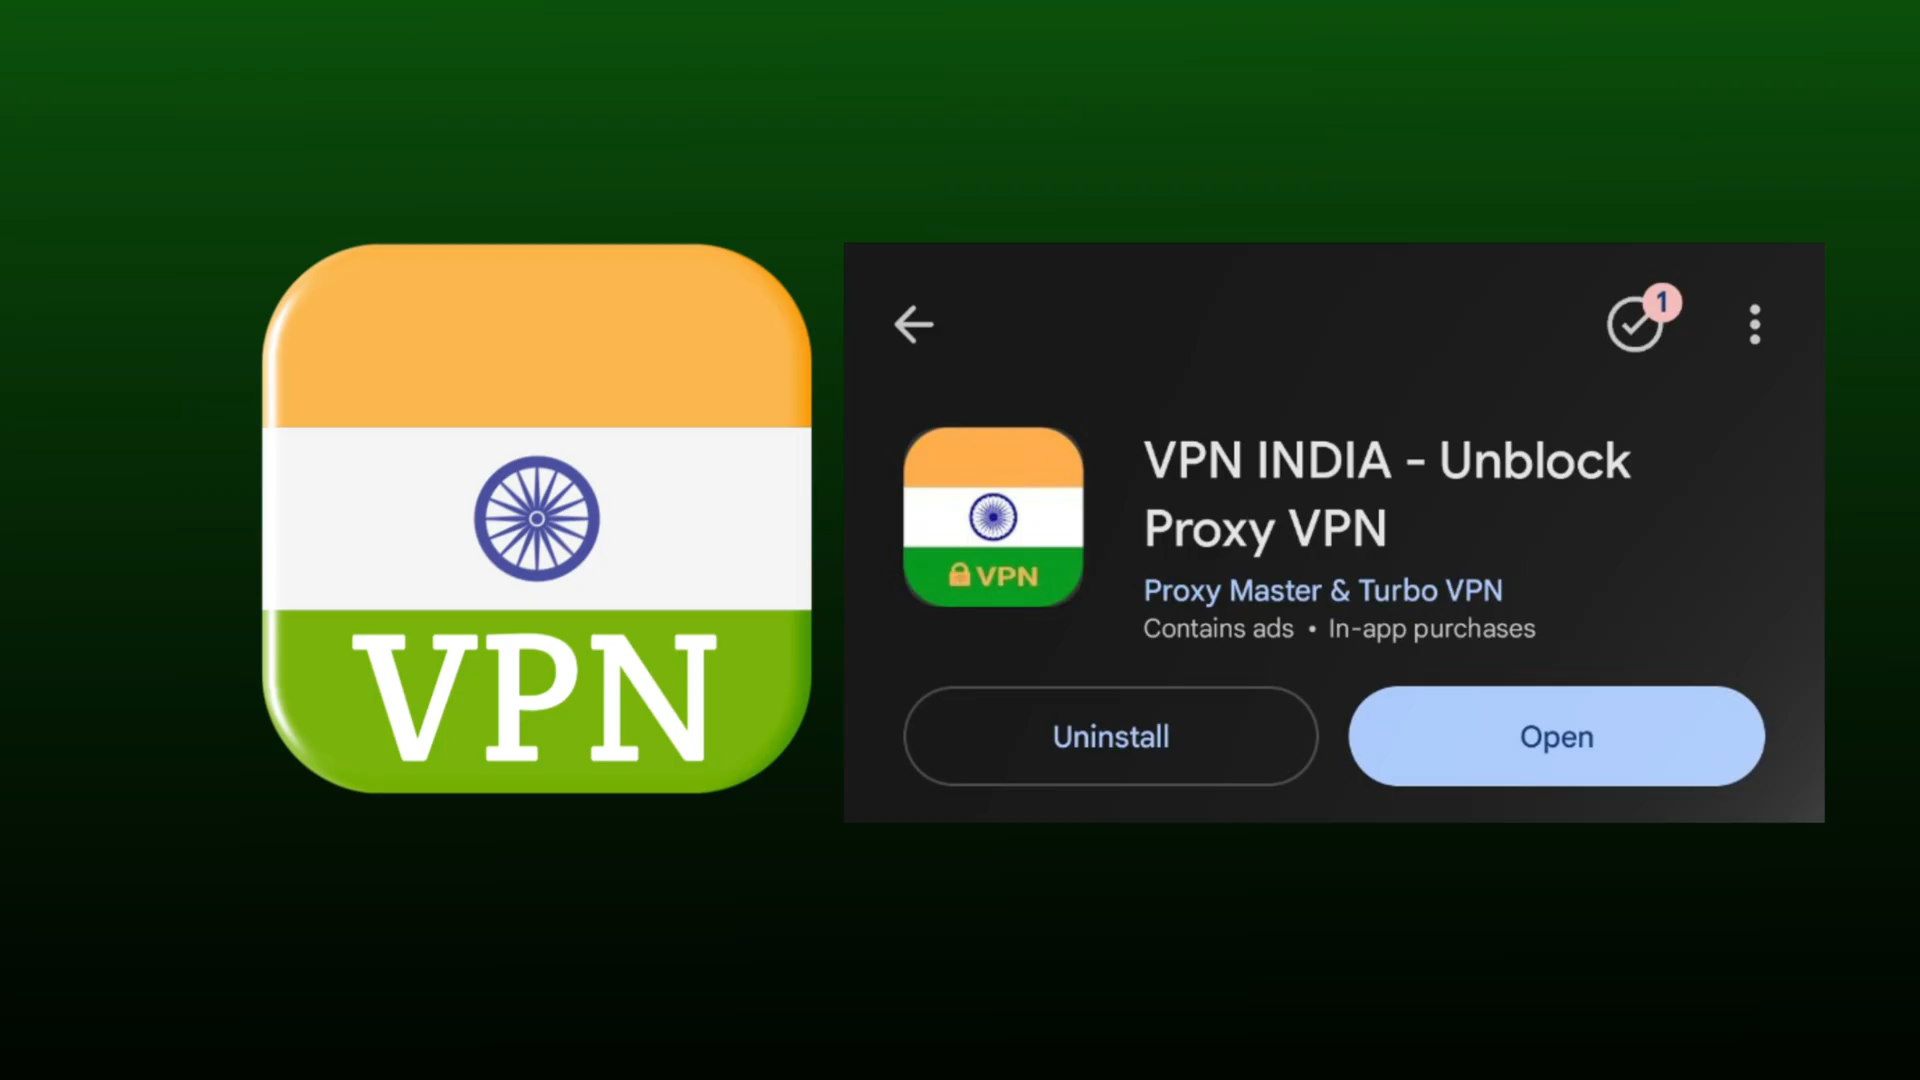 VPN
1
VPN INDIA - Unblock
Proxy VPN
Proxy Master & Turbo VPN
Contains ads • In-app purchases
VPN
Uninstall
Open